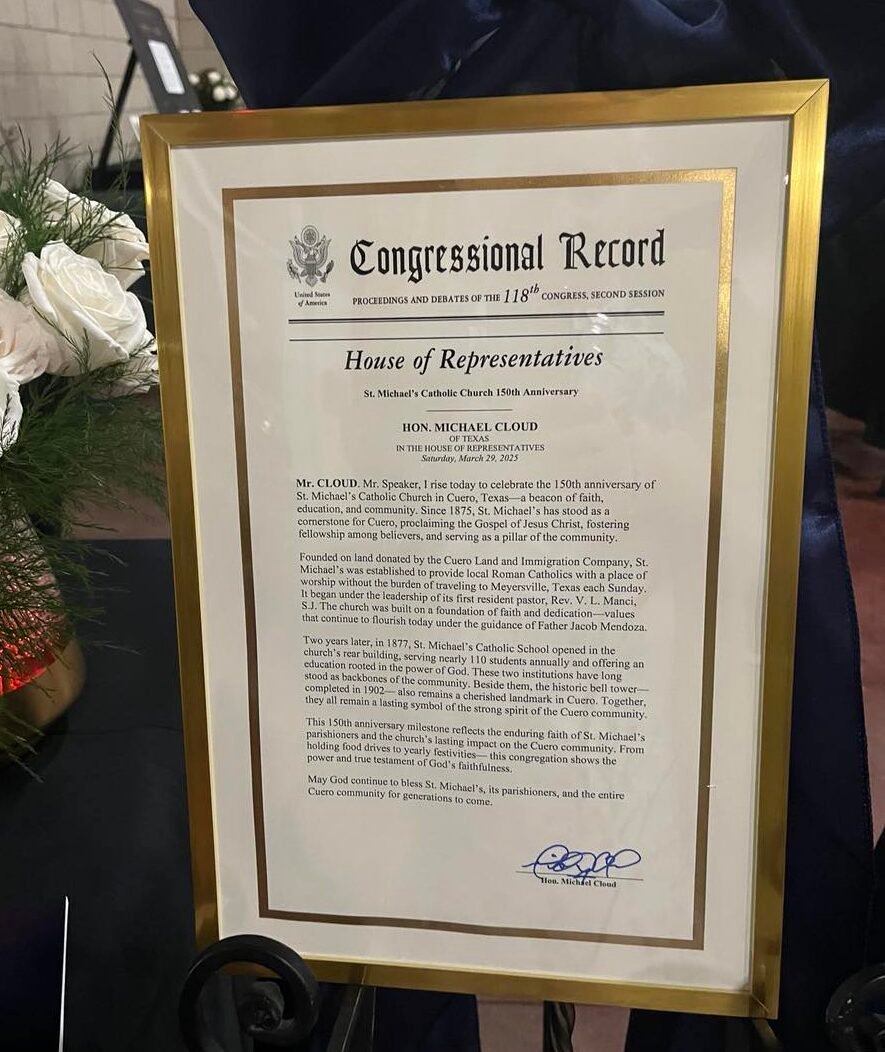 Congressional Record
United States
of America
PROCEEDINGS AND DEBATES OF THE 118th CONGRESS, SECOND SESSION
House of Representatives
St. Michael's Catholic Church 150th Anniversary
HON. MICHAEL CLOUD
OF TEXAS
IN THE HOUSE OF REPRESENTATIVES
Saturday, March 29, 2025
Mr. CLOUD. Mr. Speaker, I rise today to celebrate the 150th anniversary of
St. Michael's Catholic Church in Cuero, Texas—a beacon of faith,
education, and community. Since 1875, St. Michael's has stood as a
cornerstone for Cuero, proclaiming the Gospel of Jesus Christ, fostering
fellowship among believers, and serving as a pillar of the community.
Founded on land donated by the Cuero Land and Immigration Company, St.
Michael's was established to provide local Roman Catholics with a place of
worship without the burden of traveling to Meyersville, Texas each Sunday.
It began under the leadership of its first resident pastor, Rev. V. L. Manci,
S.J. The church was built on a foundation of faith and dedication—values
that continue to flourish today under the guidance of Father Jacob Mendoza.
Two years later, in 1877, St. Michael's Catholic School opened in the
church's rear building, serving nearly 110 students annually and offering an
education rooted in the power of God. These two institutions have long
stood as backbones of the community. Beside them, the historic bell tower—
completed in 1902— also remains a cherished landmark in Cuero. Together,
they all remain a lasting symbol of the strong spirit of the Cuero community.
This 150th anniversary milestone reflects the enduring faith of St. Michael's
parishioners and the church's lasting impact on the Cuero community. From
holding food drives to yearly festivities— this congregation shows the
power and true testament of God's faithfulness.
May God continue to bless St. Michael's, its parishioners, and the entire
Cuero community for generations to come.
Hon. Michael Cloud